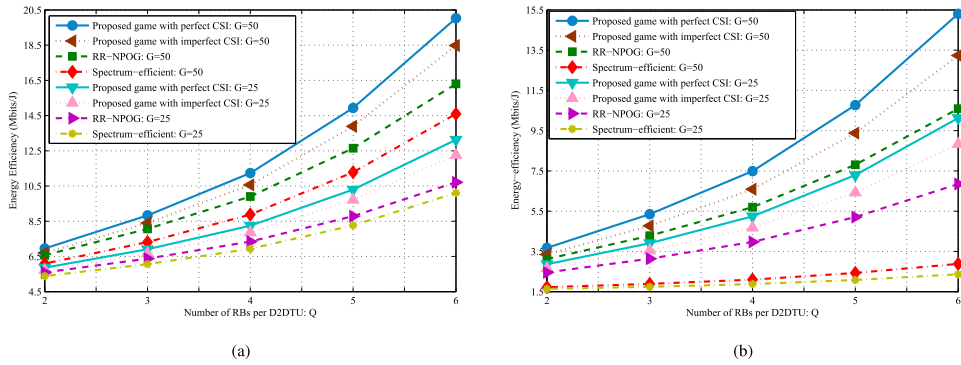 20.5
18.5
16.5
14.5
12.5
10.5
8.5
6.5
4.5
Energy Efficiency (Mbits/J)
Proposed game with perfect CSI: G=50
Proposed game with imperfect CSI: G=50
RR−NPOG: G=50
Spectrum−efficient: G=50
Proposed game with perfect CSI: G=25
Proposed game with imperfect CSI: G=25
RR−NPOG: G=25
Spectrum−efficient: G=25
2
3
4
5
6
Number of RBs per D2DTU: Q
(a)
15.5
13.5
11.5
9.5
7.5
5.5
3.5
1.5
Energy−efficiency (Mbits/J)
Proposed game with perfect CSI: G=50
Proposed game with imperfect CSI: G=50
RR−NPOG: G=50
Spectrum−efficient: G=50
Proposed game with perfect CSI: G=25
Proposed game with imperfect CSI: G=25
RR−NPOG: G=25
Spectrum−efficient: G=25
2
3
4
5
6
Number of RBs per D2DTU: Q
(b)